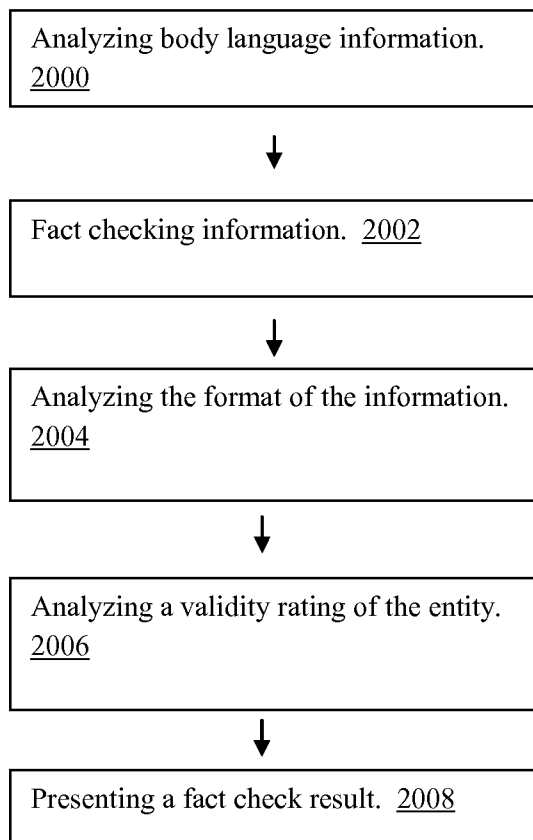 Analyzing body language information.
2000
Fact checking information. 2002
Analyzing the format of the information.
2004
Analyzing a validity rating of the entity.
2006
Presenting a fact check result. 2008